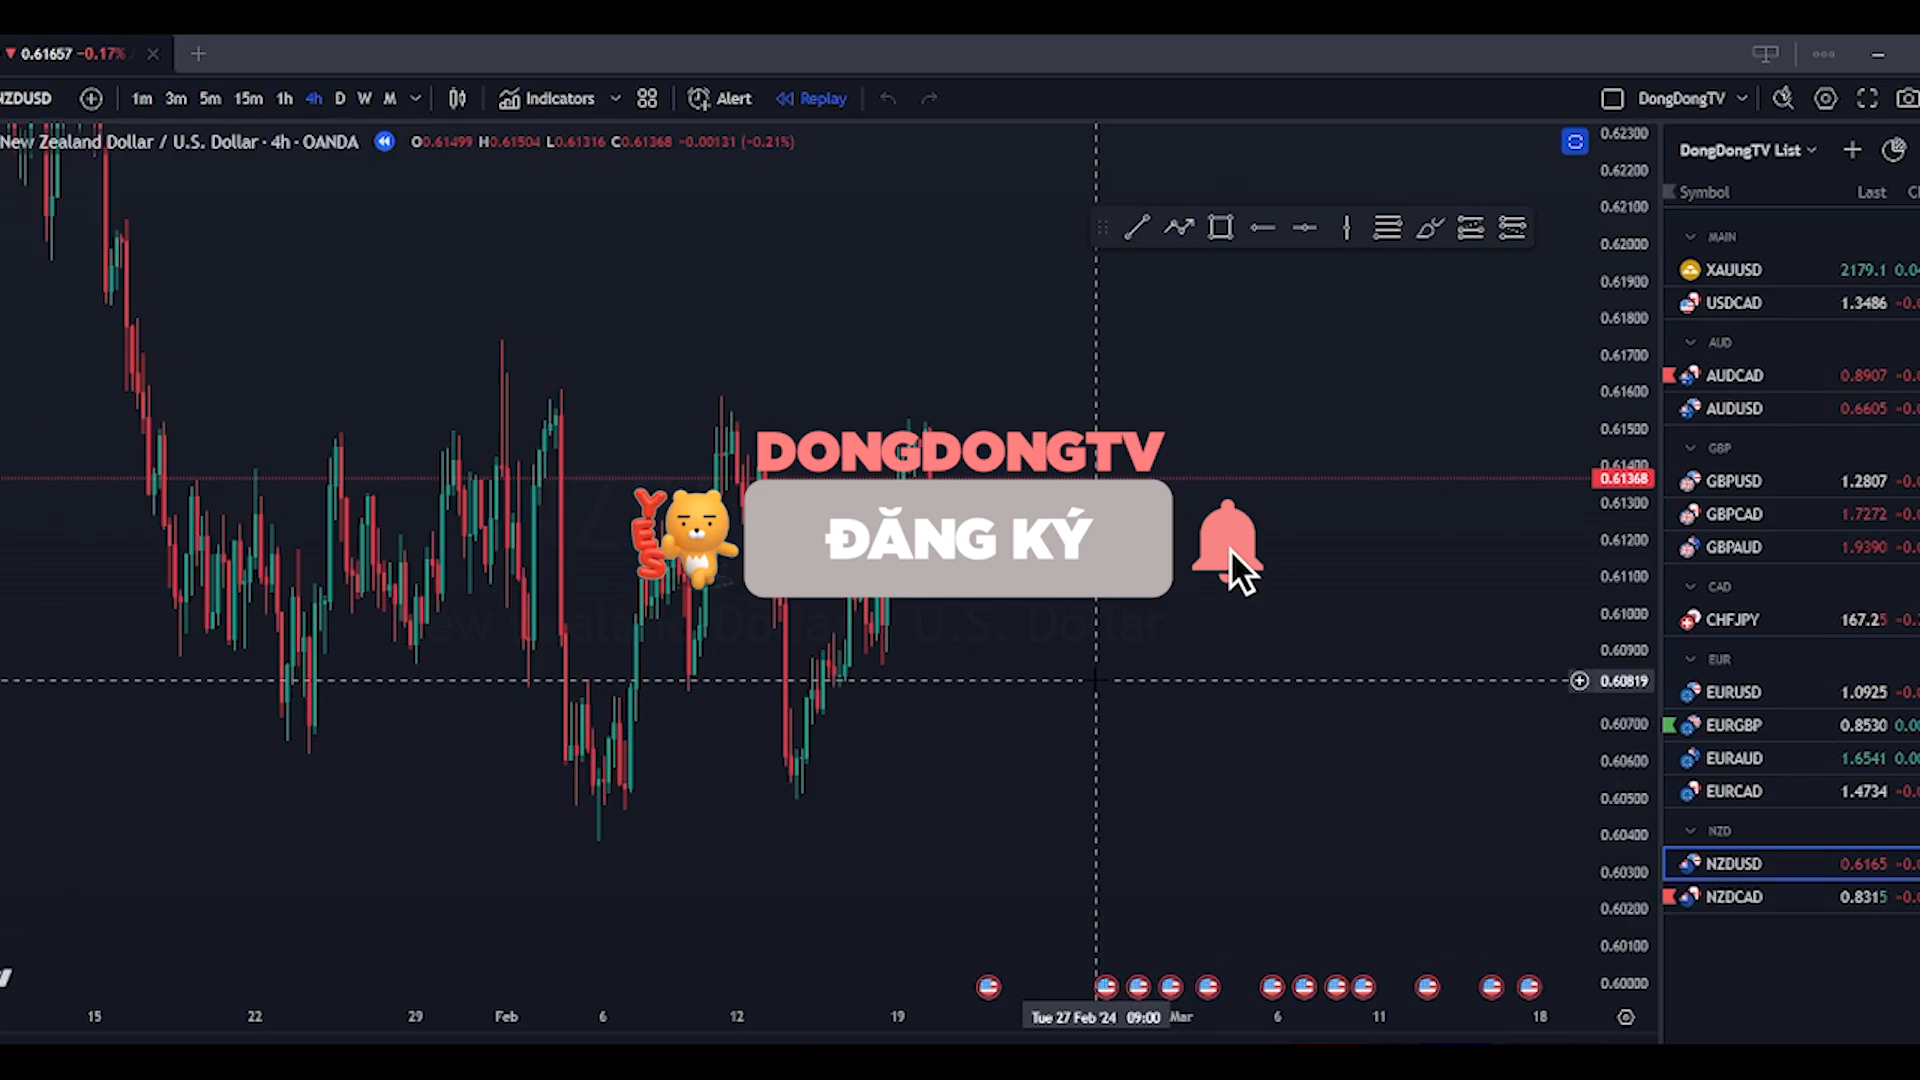 0.61657 −0.17%
NZDUSD 1m 3m 5m 15m 1h 4h D W M Indicators Alert Replay DongDongTV
New Zealand Dollar / U.S. Dollar · 4h · OANDA O0.61499 H0.61504 L0.61316 C0.61368 −0.00131 (−0.21%)
DONGDONGTV
YES
ĐĂNG KÝ
New Zealand Dollar / U.S. Dollar
0.62300
0.62200
0.62100
0.62000
0.61900
0.61800
0.61700
0.61600
0.61500
0.61400
0.61368
0.61300
0.61200
0.61100
0.61000
0.60900
0.60819
0.60700
0.60600
0.60500
0.60400
0.60300
0.60200
0.60100
0.60000
15 22 29 Feb 6 12 19 Tue 27 Feb '24 09:00 Mar 6 11 18
DongDongTV List
Symbol Last
MAIN
XAUUSD 2179.1
USDCAD 1.3486
AUD
AUDCAD 0.8907
AUDUSD 0.6605
GBP
GBPUSD 1.2807
GBPCAD 1.7272
GBPAUD 1.9390
CAD
CHFJPY 167.25
EUR
EURUSD 1.0925
EURGBP 0.8530
EURAUD 1.6541
EURCAD 1.4734
NZD
NZDUSD 0.6165
NZDCAD 0.8315